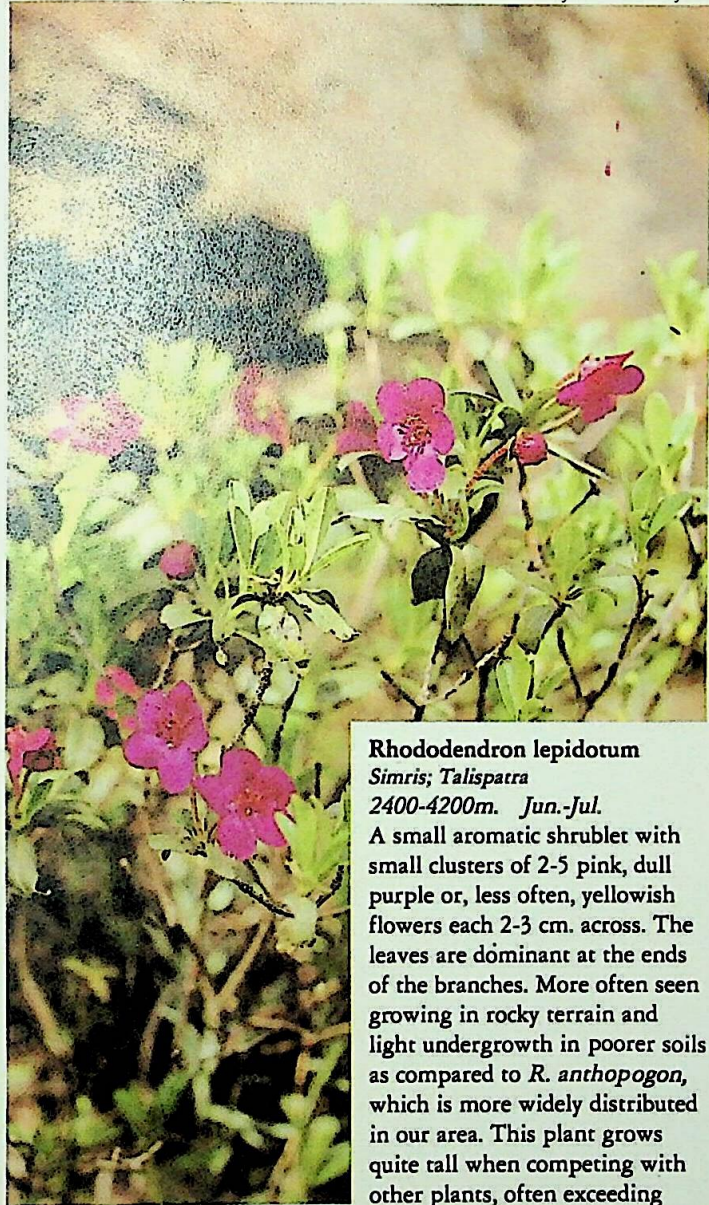 Rhododendron lepidotum
Simris; Talispatra
2400-4200m. Jun.-Jul.
A small aromatic shrublet with
small clusters of 2-5 pink, dull
purple or, less often, yellowish
flowers each 2-3 cm. across. The
leaves are dominant at the ends
of the branches. More often seen
growing in rocky terrain and
light undergrowth in poorer soils
as compared to R. anthopogon,
which is more widely distributed
in our area. This plant grows
quite tall when competing with
other plants, often exceeding